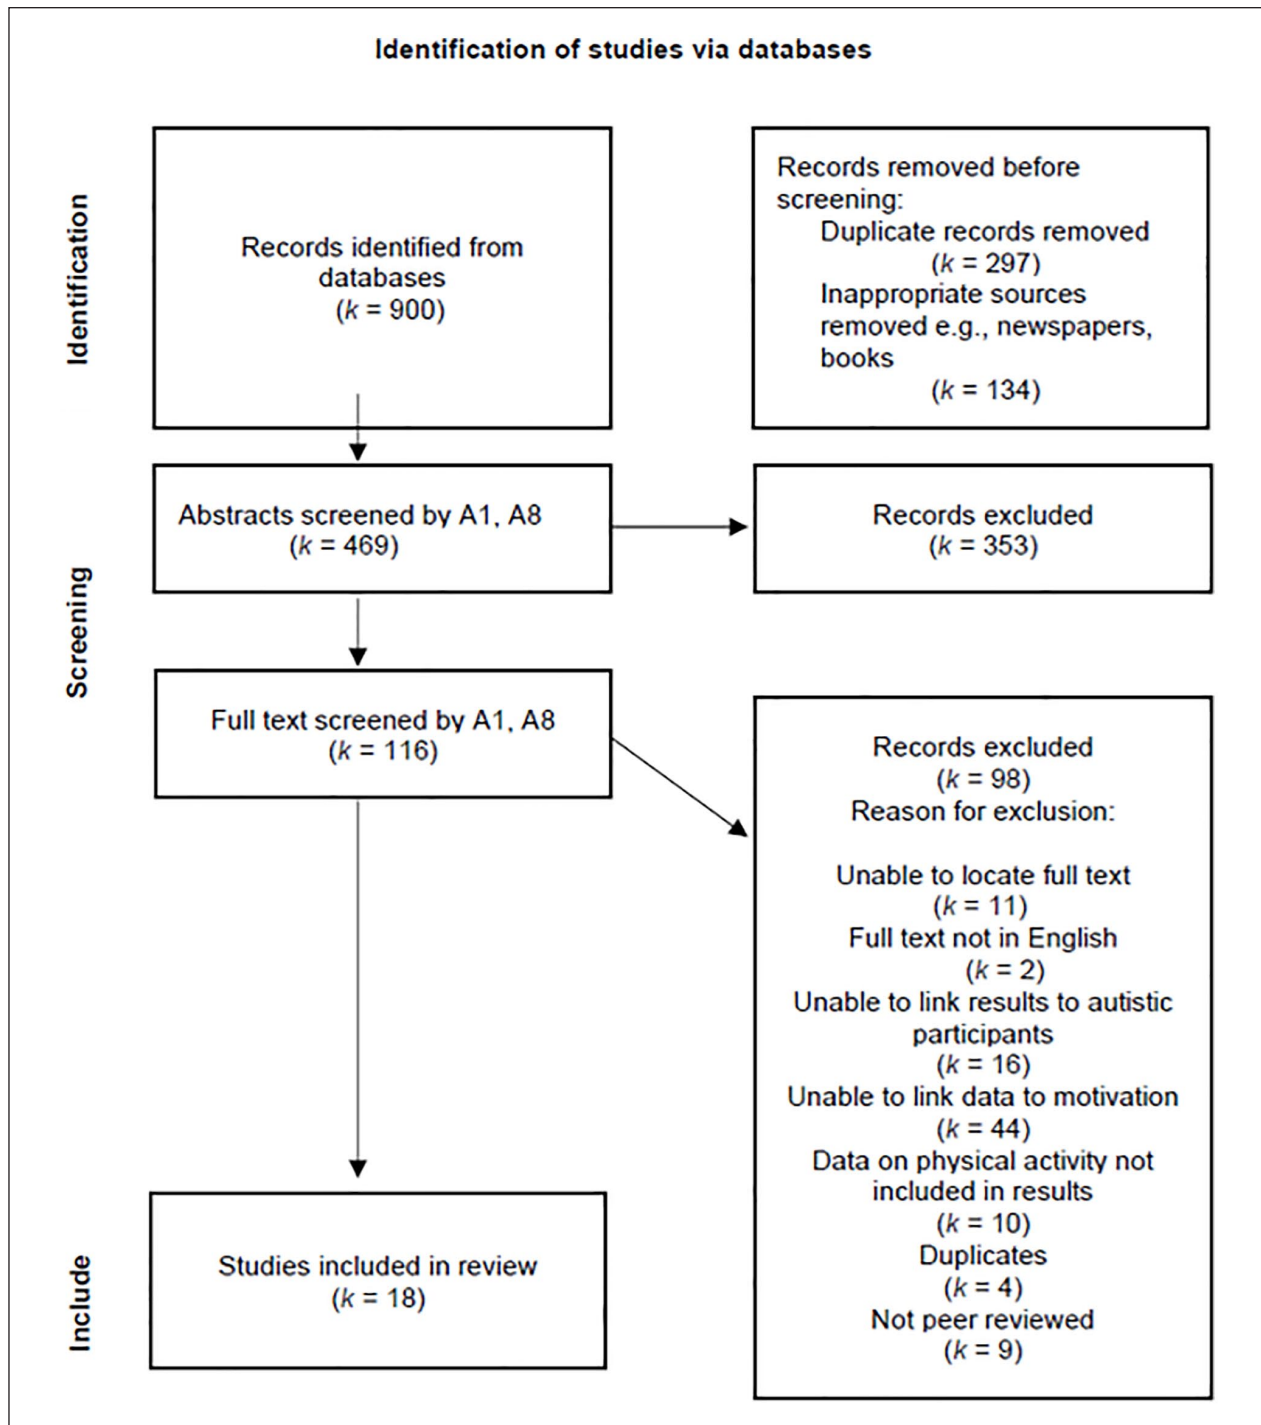 Identification of studies via databases
Identification
Records identified from
databases
(k = 900)
Records removed before
screening:
Duplicate records removed
(k = 297)
Inappropriate sources
removed e.g., newspapers,
books
(k = 134)
Screening
Abstracts screened by A1, A8
(k = 469)
Records excluded
(k = 353)
Full text screened by A1, A8
(k = 116)
Records excluded
(k = 98)
Reason for exclusion:
Unable to locate full text
(k = 11)
Full text not in English
(k = 2)
Unable to link results to autistic
participants
(k = 16)
Unable to link data to motivation
(k = 44)
Data on physical activity not
included in results
(k = 10)
Duplicates
(k = 4)
Not peer reviewed
(k = 9)
Include
Studies included in review
(k = 18)